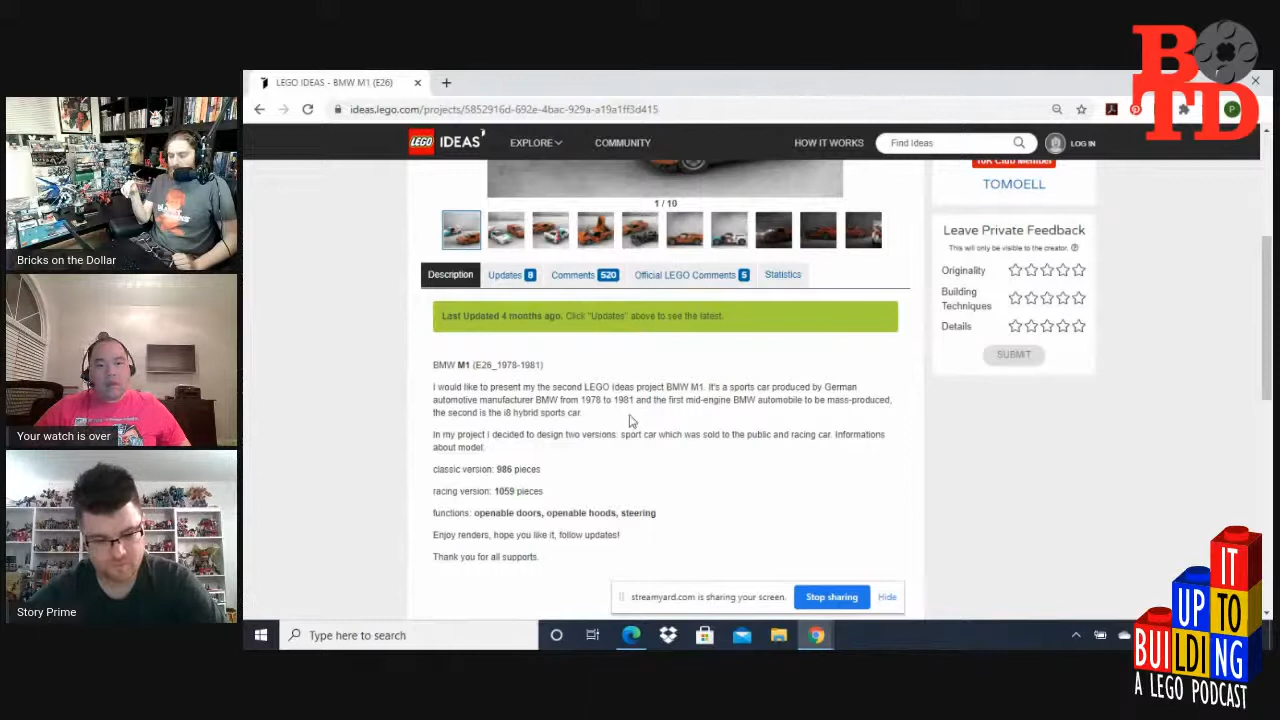 BOTD
LEGO IDEAS - BMW M1 (E26)
ideas.lego.com/projects/5852916d-692e-4bac-929a-a19a1ff3d415
P
LEGO IDEAS EXPLORE COMMUNITY HOW IT WORKS Find Ideas LOG IN
10K Club Member
TOMOELL
1 / 10
Leave Private Feedback
This will only be visible to the creator.
Originality
Building
Techniques
Details
SUBMIT
Description Updates 8 Comments 520 Official LEGO Comments 5 Statistics
Last Updated 4 months ago. Click "Updates" above to see the latest.
BMW M1 (E26_1978-1981)
I would like to present my the second LEGO ideas project BMW M1. It's a sports car produced by German
automotive manufacturer BMW from 1978 to 1981 and the first mid-engine BMW automobile to be mass-produced,
the second is the i8 hybrid sports car.
In my project I decided to design two versions: sport car which was sold to the public and racing car. Informations
about model:
classic version: 986 pieces
racing version: 1059 pieces
functions: openable doors, openable hoods, steering
Enjoy renders, hope you like it, follow updates!
Thank you for all supports.
streamyard.com is sharing your screen. Stop sharing Hide
Type here to search
Bricks on the Dollar
Your watch is over
Story Prime
IT
UP TO
BUILDING
A LEGO PODCAST